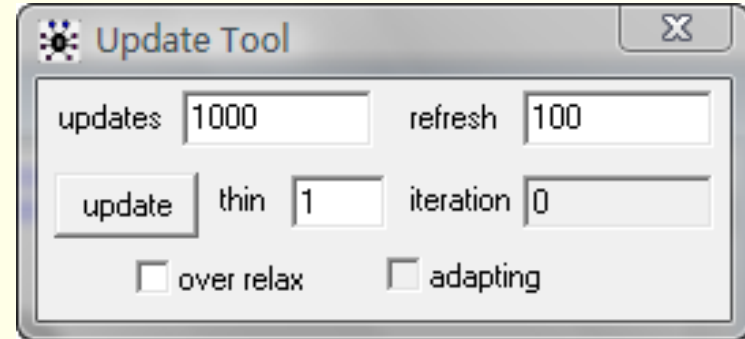 Update Tool
updates 1000 refresh 100
update thin 1 iteration 0
over relax adapting